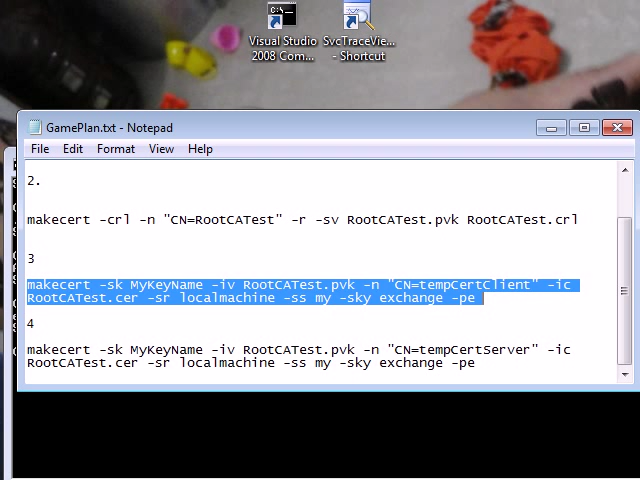 Visual Studio SvcTraceVie...
2008 Com... - Shortcut
GamePlan.txt - Notepad
File Edit Format View Help
2.
makecert -crl -n "CN=RootCATest" -r -sv RootCATest.pvk RootCATest.crl
3
makecert -sk MyKeyName -iv RootCATest.pvk -n "CN=tempCertClient" -ic
RootCATest.cer -sr localmachine -ss my -sky exchange -pe
4
makecert -sk MyKeyName -iv RootCATest.pvk -n "CN=tempCertServer" -ic
RootCATest.cer -sr localmachine -ss my -sky exchange -pe